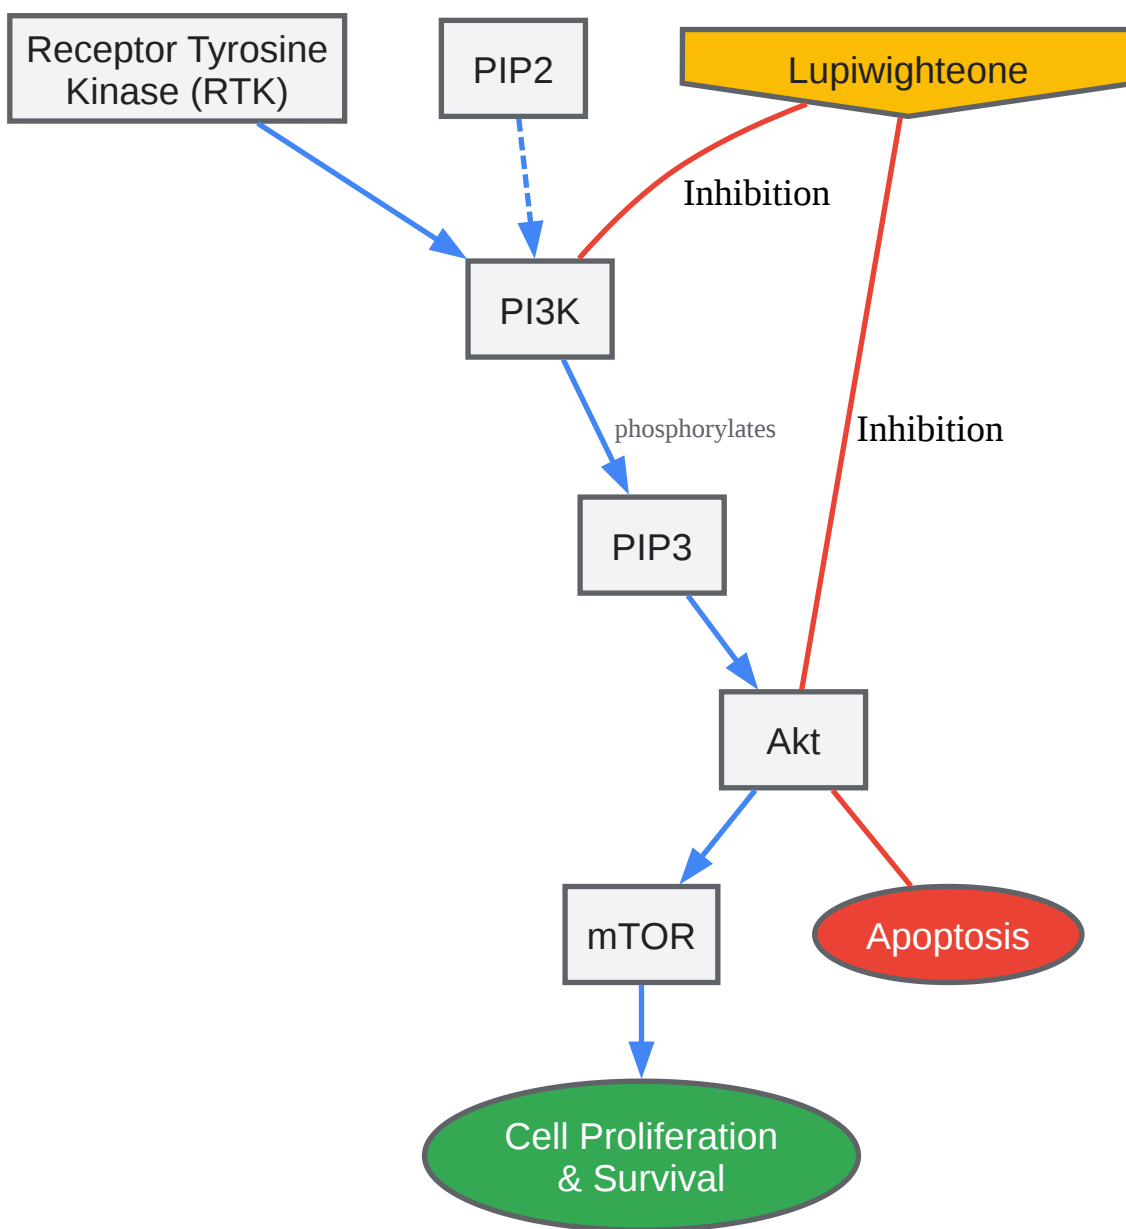 Receptor Tyrosine
Kinase (RTK)
PIP2
Lupiwighteone
Inhibition
PI3K
phosphorylates
Inhibition
PIP3
Akt
mTOR
Apoptosis
Cell Proliferation
& Survival